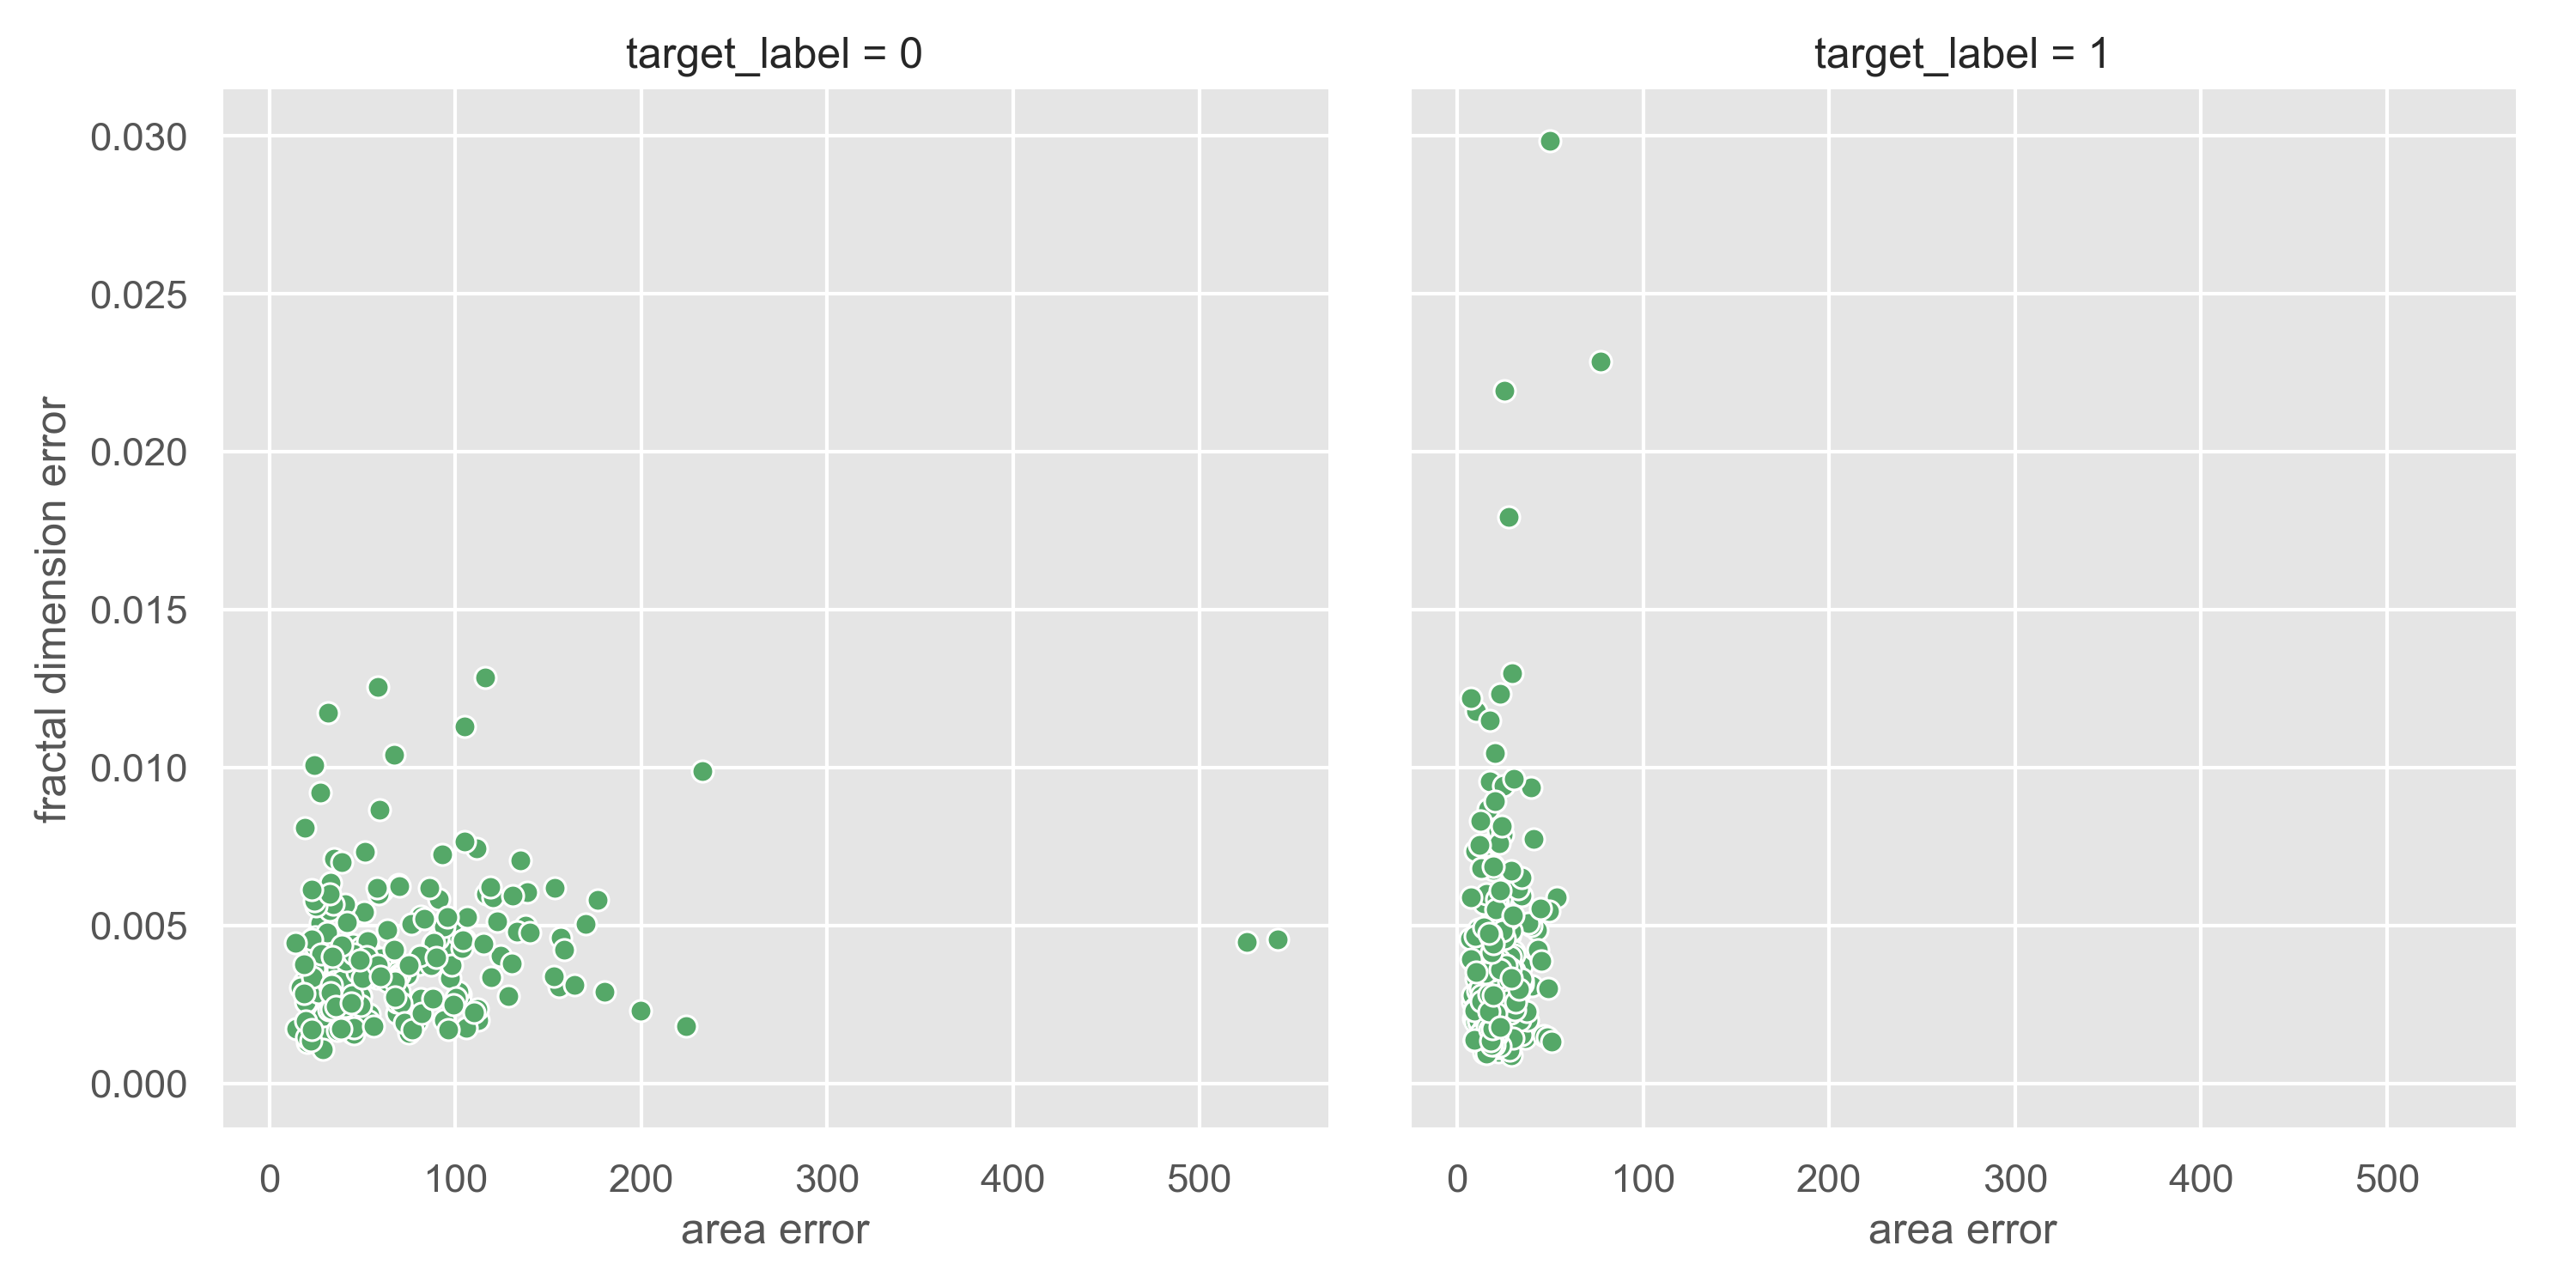 target_label = 0
target_label = 1
0.030
0.025
0.020
0.015
0.010
0.005
0.000
fractal dimension error
0 100 200 300 400 500
0 100 200 300 400 500
area error
area error